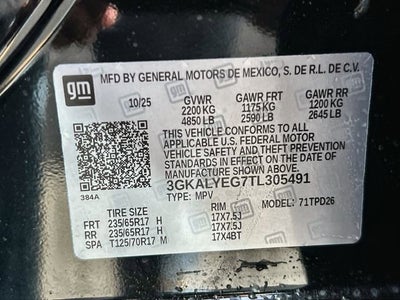 gm
MFD BY GENERAL MOTORS DE MEXICO, S. DE R.L. DE C.V.
10/25 GVWR GAWR FRT GAWR RR
2200 KG 1175 KG 1200 KG
4850 LB 2590 LB 2645 LB
THIS VEHICLE CONFORMS TO ALL
APPLICABLE U.S. FEDERAL MOTOR
VEHICLE SAFETY AND THEFT
PREVENTION STANDARDS IN EFFECT
ON THE DATE OF MANUFACTURE
SHOWN ABOVE.
3GKALYEG7TL305491
384A TYPE: MPV MODEL: 71TPD26
TIRE SIZE RIM
FRT 235/65R17 H 17X7.5J
RR 235/65R17 H 17X7.5J
SPA T125/70R17 M 17X4BT